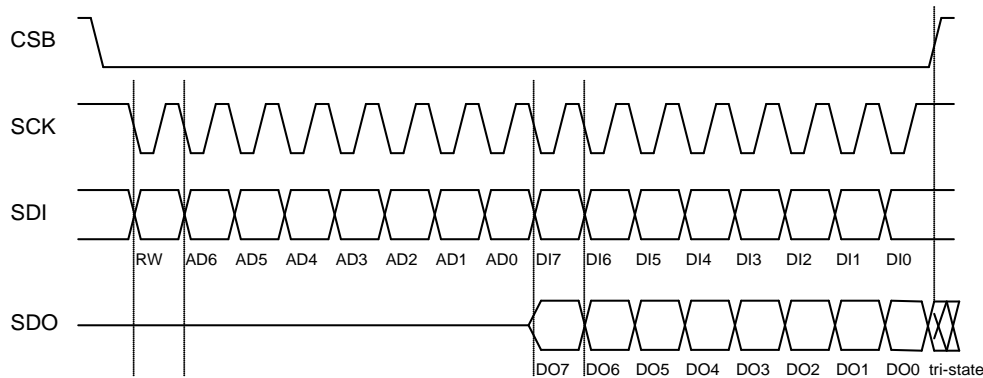 CSB
SCK
SDI
RW AD6 AD5 AD4 AD3 AD2 AD1 AD0 DI7 DI6 DI5 DI4 DI3 DI2 DI1 DI0
SDO
DO7 DO6 DO5 DO4 DO3 DO2 DO1 DO0 tri-state